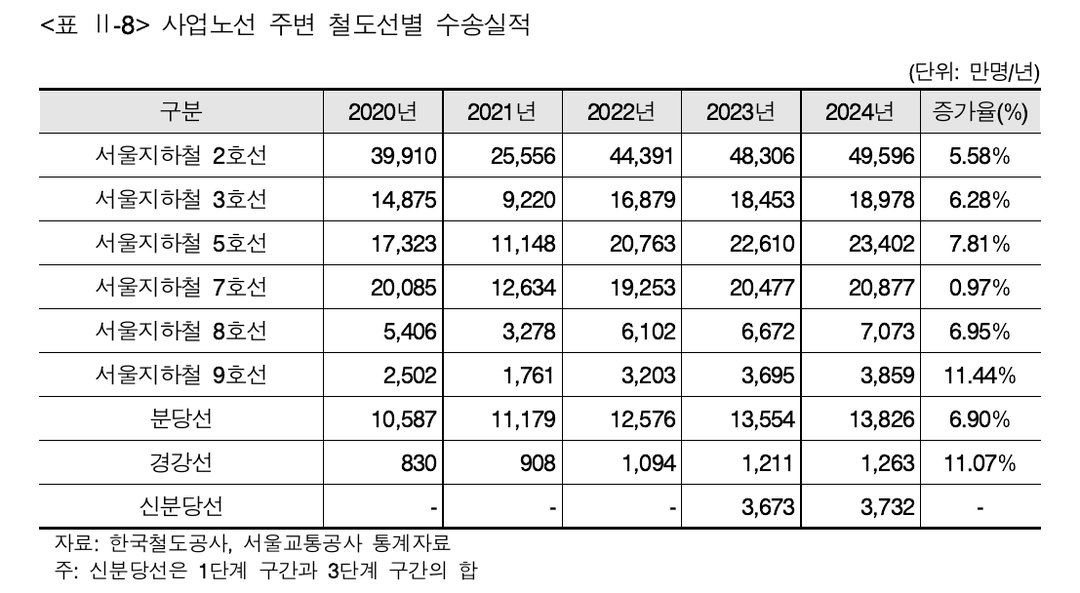 <표 Ⅱ-8> 사업노선 주변 철도선별 수송실적
(단위: 만명/년)
구분 2020년 2021년 2022년 2023년 2024년 증가율(%)
서울지하철 2호선 39,910 25,556 44,391 48,306 49,596 5.58%
서울지하철 3호선 14,875 9,220 16,879 18,453 18,978 6.28%
서울지하철 5호선 17,323 11,148 20,763 22,610 23,402 7.81%
서울지하철 7호선 20,085 12,634 19,253 20,477 20,877 0.97%
서울지하철 8호선 5,406 3,278 6,102 6,672 7,073 6.95%
서울지하철 9호선 2,502 1,761 3,203 3,695 3,859 11.44%
분당선 10,587 11,179 12,576 13,554 13,826 6.90%
경강선 830 908 1,094 1,211 1,263 11.07%
신분당선 - - - 3,673 3,732 -
자료: 한국철도공사, 서울교통공사 통계자료
주: 신분당선은 1단계 구간과 3단계 구간의 합